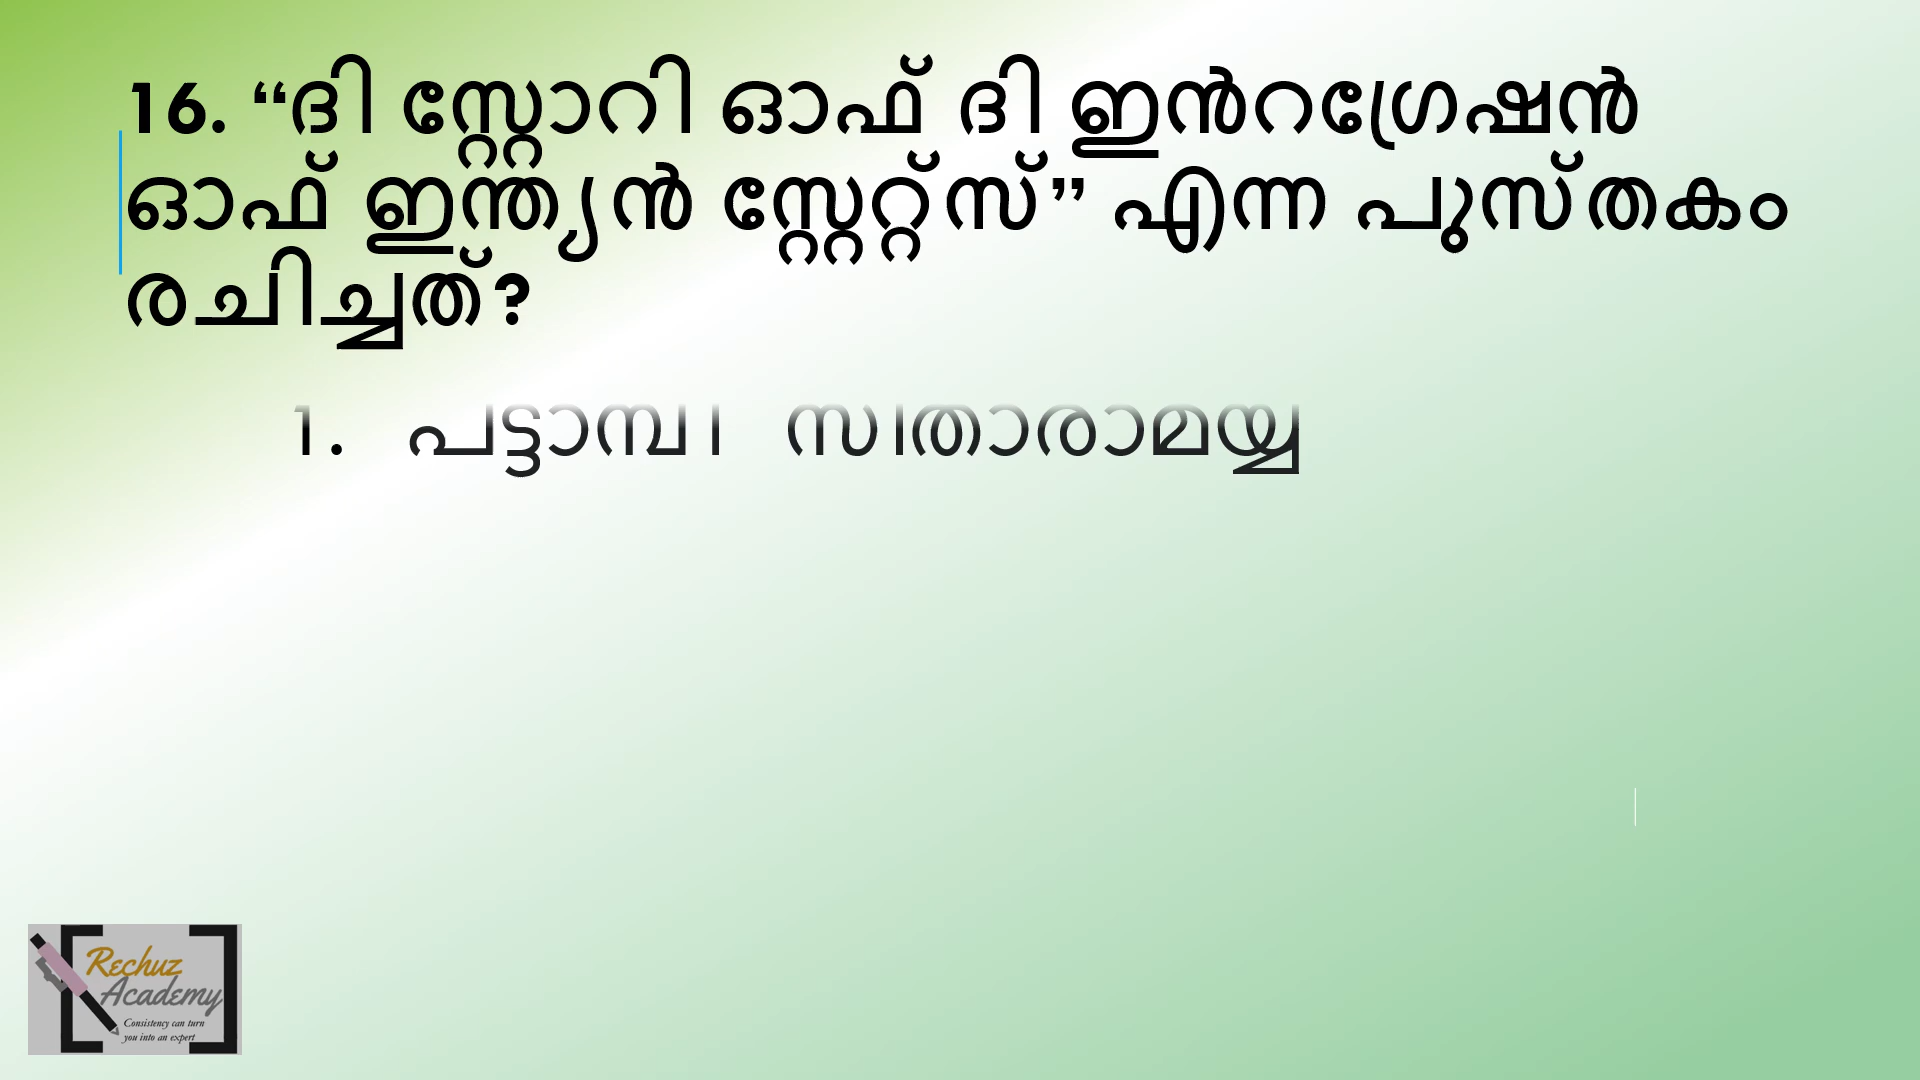 16. “ദി സ്റ്റോറി ഓഫ് ദി ഇൻറഗ്രേഷൻ
ഓഫ് ഇന്ത്യൻ സ്റ്റേറ്റ്സ്” എന്ന പുസ്തകം
രചിച്ചത്?
1. പട്ടാമ്പി സീതാരാമയ്യ
Rechuz
Academy
Consistency can turn
you into an expert